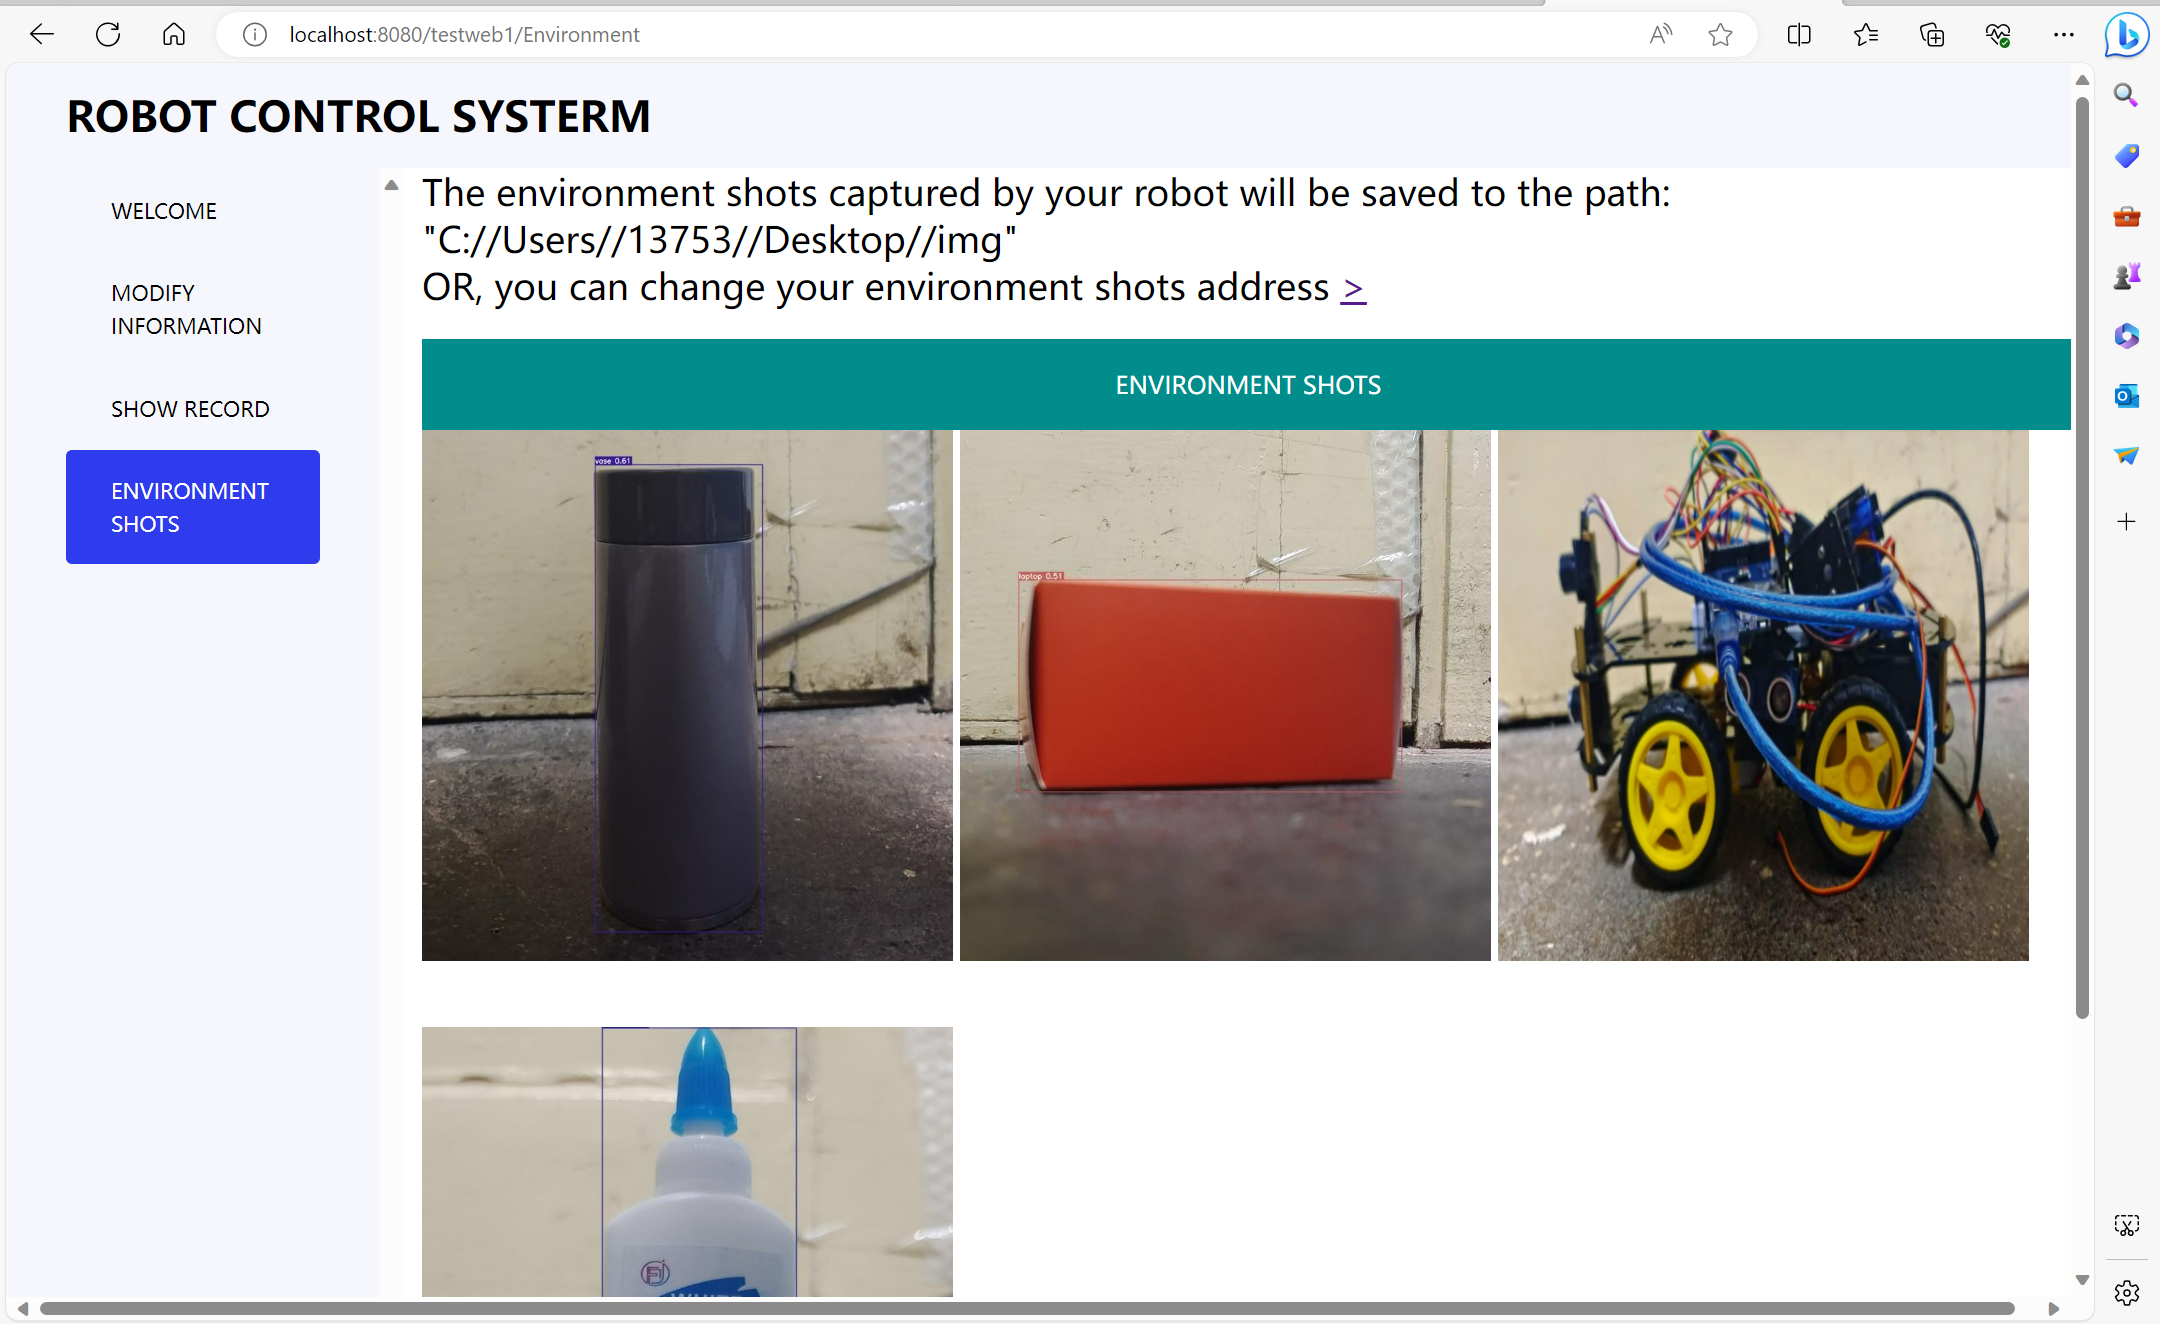 localhost:8080/testweb1/Environment
ROBOT CONTROL SYSTERM
WELCOME
MODIFY
INFORMATION
SHOW RECORD
ENVIRONMENT
SHOTS
The environment shots captured by your robot will be saved to the path:
"C://Users//13753//Desktop//img"
OR, you can change your environment shots address >
ENVIRONMENT SHOTS
vase 0.61
laptop 0.51